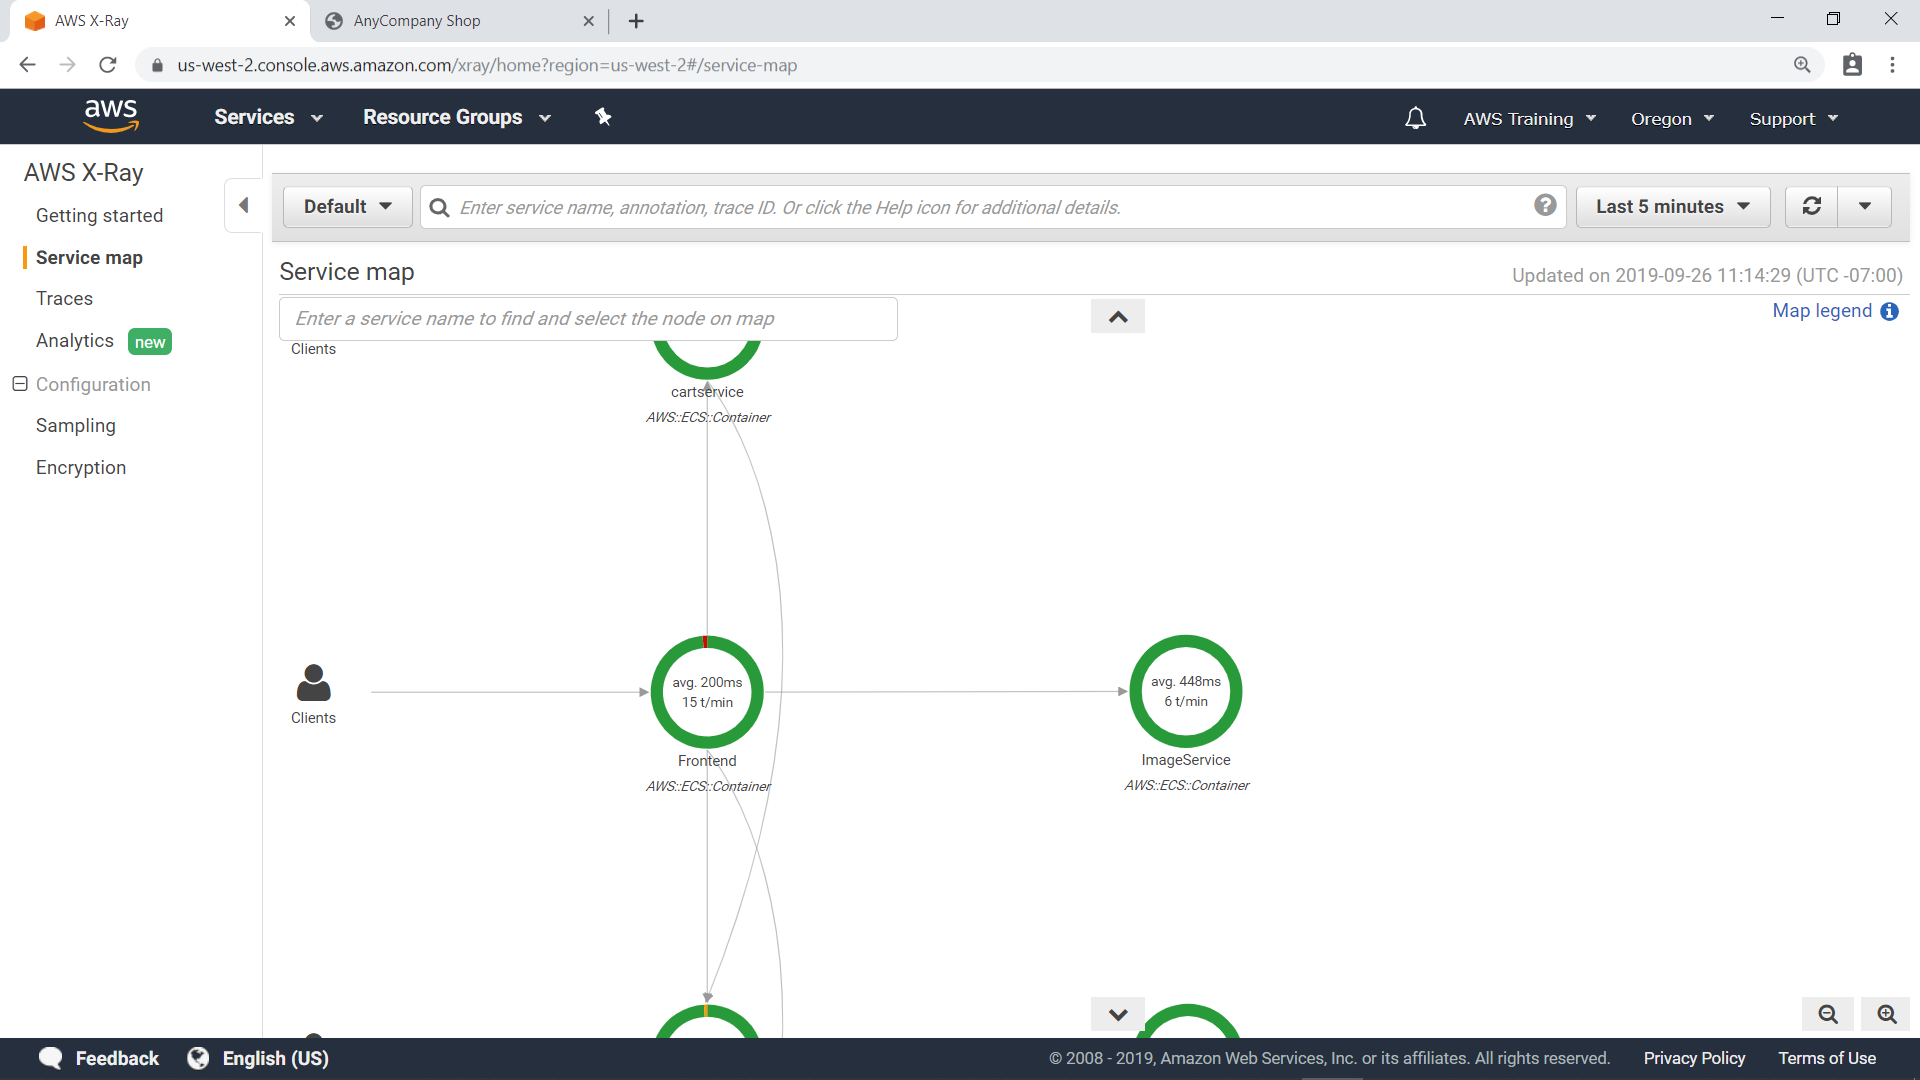 AWS X-Ray
AnyCompany Shop
us-west-2.console.aws.amazon.com/xray/home?region=us-west-2#/service-map
aws
Services
Resource Groups
AWS Training
Oregon
Support
AWS X-Ray
Getting started
Service map
Traces
Analytics new
Configuration
Sampling
Encryption
Default
Enter service name, annotation, trace ID. Or click the Help icon for additional details.
?
Last 5 minutes
Service map
Updated on 2019-09-26 11:14:29 (UTC -07:00)
Enter a service name to find and select the node on map
Map legend i
Clients
cartservice
AWS::ECS::Container
Clients
avg. 200ms
15 t/min
Frontend
AWS::ECS::Container
avg. 448ms
6 t/min
ImageService
AWS::ECS::Container
Feedback
English (US)
© 2008 - 2019, Amazon Web Services, Inc. or its affiliates. All rights reserved.
Privacy Policy
Terms of Use